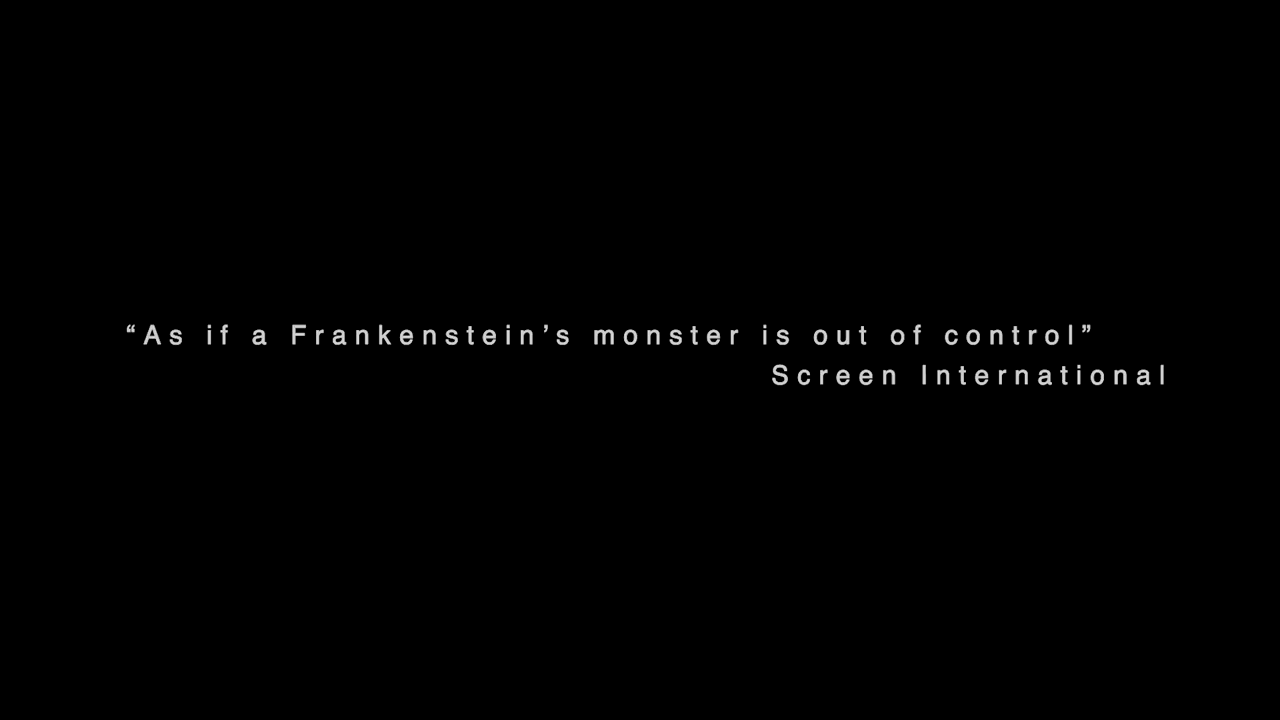 “As if a Frankenstein’s monster is out of control”
Screen International